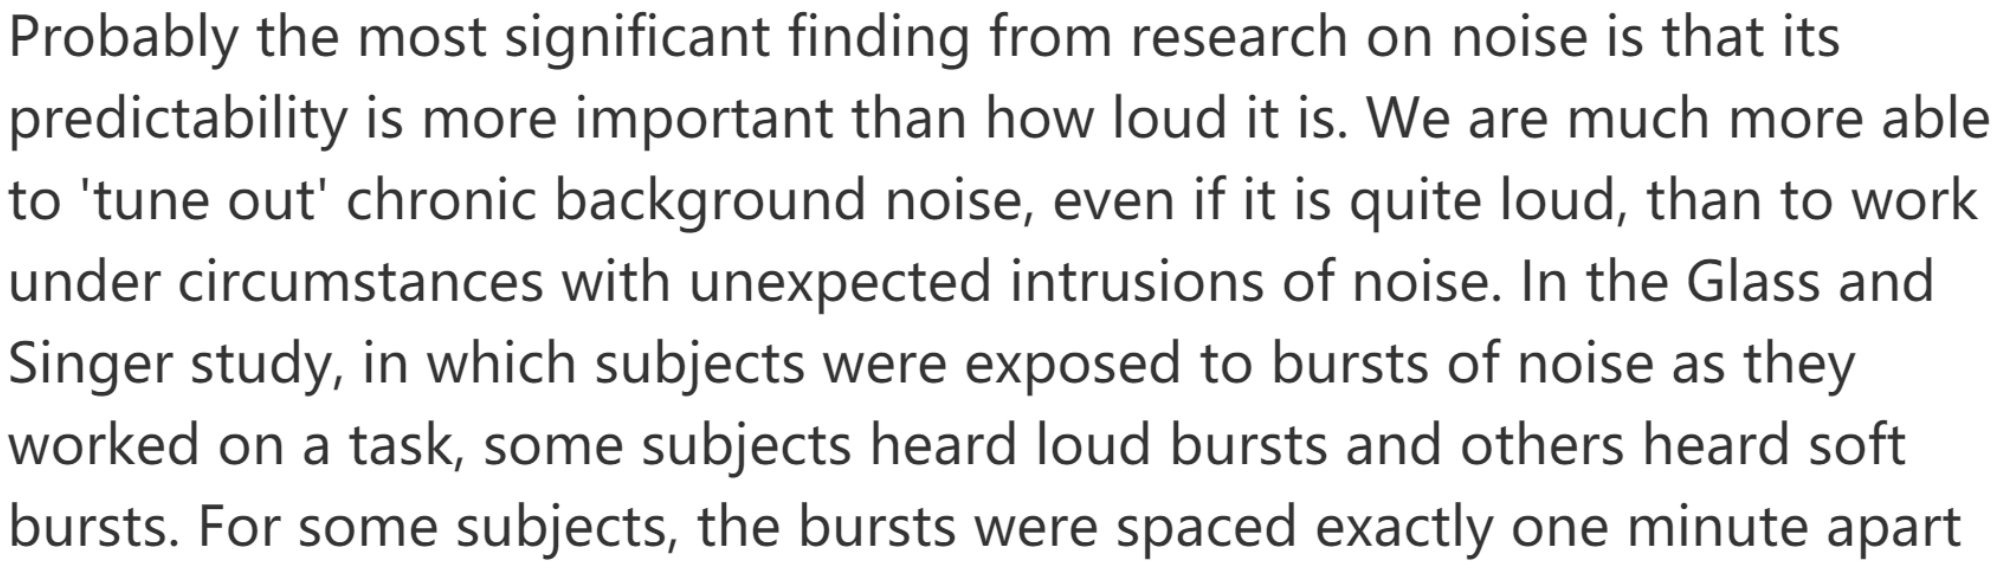 Probably the most significant finding from research on noise is that its
predictability is more important than how loud it is. We are much more able
to 'tune out' chronic background noise, even if it is quite loud, than to work
under circumstances with unexpected intrusions of noise. In the Glass and
Singer study, in which subjects were exposed to bursts of noise as they
worked on a task, some subjects heard loud bursts and others heard soft
bursts. For some subjects, the bursts were spaced exactly one minute apart